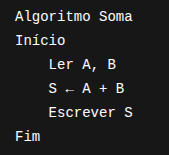 Algoritmo Soma
Início
    Ler A, B
    S ← A + B
    Escrever S
Fim